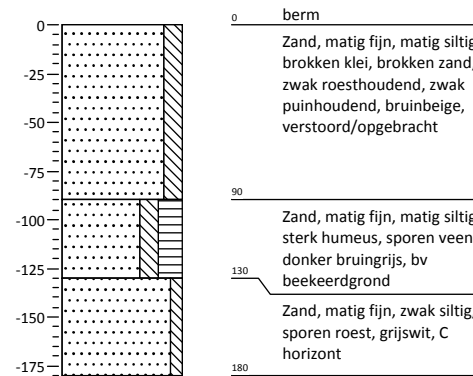 0
-25
-50
-75
-100
-125
-150
-175
0 berm
Zand, matig fijn, matig siltig
brokken klei, brokken zand,
zwak roesthoudend, zwak
puinhoudend, bruinbeige,
verstoord/opgebracht
90
Zand, matig fijn, matig siltig
sterk humeus, sporen veen
donker bruingrijs, bv
beekeerdgrond
130
Zand, matig fijn, zwak siltig,
sporen roest, grijswit, C
horizont
180